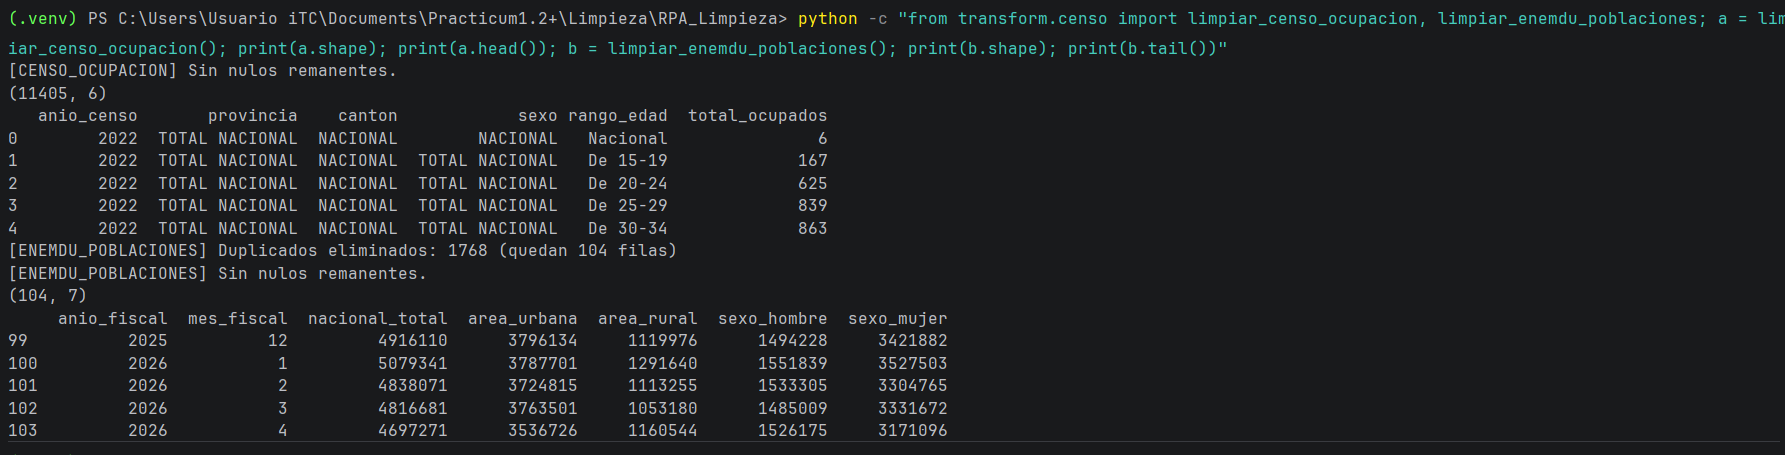 (.venv) PS C:\Users\Usuario iTC\Documents\Practicum1.2+\Limpieza\RPA_Limpieza> python -c "from transform.censo import limpiar_censo_ocupacion, limpiar_enemdu_poblaciones; a = lim
iar_censo_ocupacion(); print(a.shape); print(a.head()); b = limpiar_enemdu_poblaciones(); print(b.shape); print(b.tail())"
[CENSO_OCUPACION] Sin nulos remanentes.
(11405, 6)
anio_censo provincia canton sexo rango_edad total_ocupados
0 2022 TOTAL NACIONAL NACIONAL NACIONAL Nacional 6
1 2022 TOTAL NACIONAL NACIONAL TOTAL NACIONAL De 15-19 167
2 2022 TOTAL NACIONAL NACIONAL TOTAL NACIONAL De 20-24 625
3 2022 TOTAL NACIONAL NACIONAL TOTAL NACIONAL De 25-29 839
4 2022 TOTAL NACIONAL NACIONAL TOTAL NACIONAL De 30-34 863
[ENEMDU_POBLACIONES] Duplicados eliminados: 1768 (quedan 104 filas)
[ENEMDU_POBLACIONES] Sin nulos remanentes.
(104, 7)
anio_fiscal mes_fiscal nacional_total area_urbana area_rural sexo_hombre sexo_mujer
99 2025 12 4916110 3796134 1119976 1494228 3421882
100 2026 1 5079341 3787701 1291640 1551839 3527503
101 2026 2 4838071 3724815 1113255 1533305 3304765
102 2026 3 4816681 3763501 1053180 1485009 3331672
103 2026 4 4697271 3536726 1160544 1526175 3171096